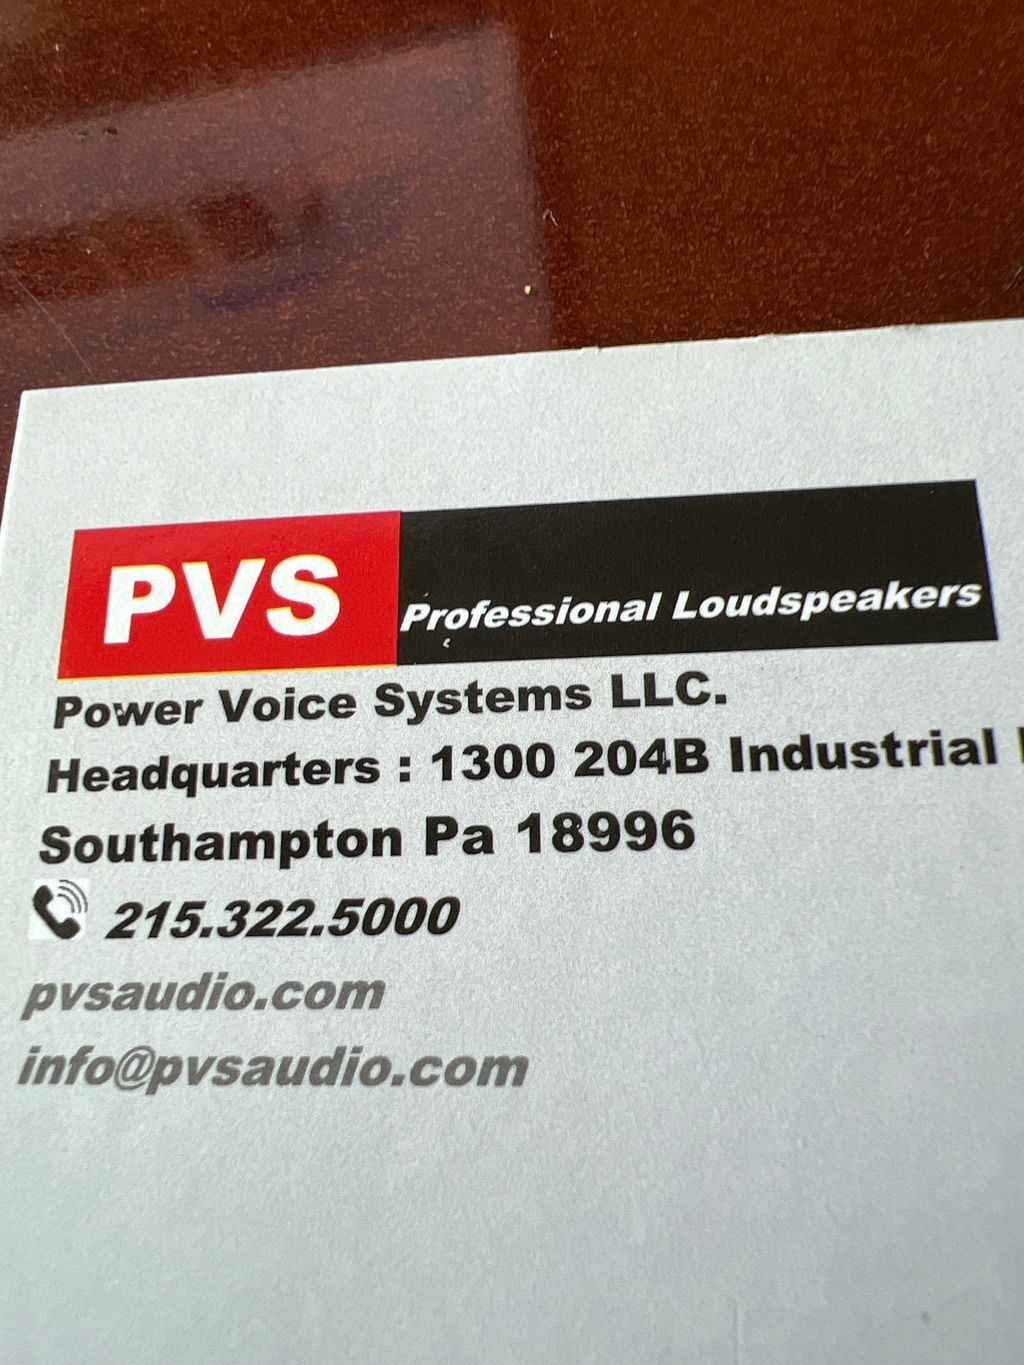 PVS
Professional Loudspeakers
Power Voice Systems LLC.
Headquarters : 1300 204B Industrial
Southampton Pa 18996
215.322.5000
pvsaudio.com
info@pvsaudio.com